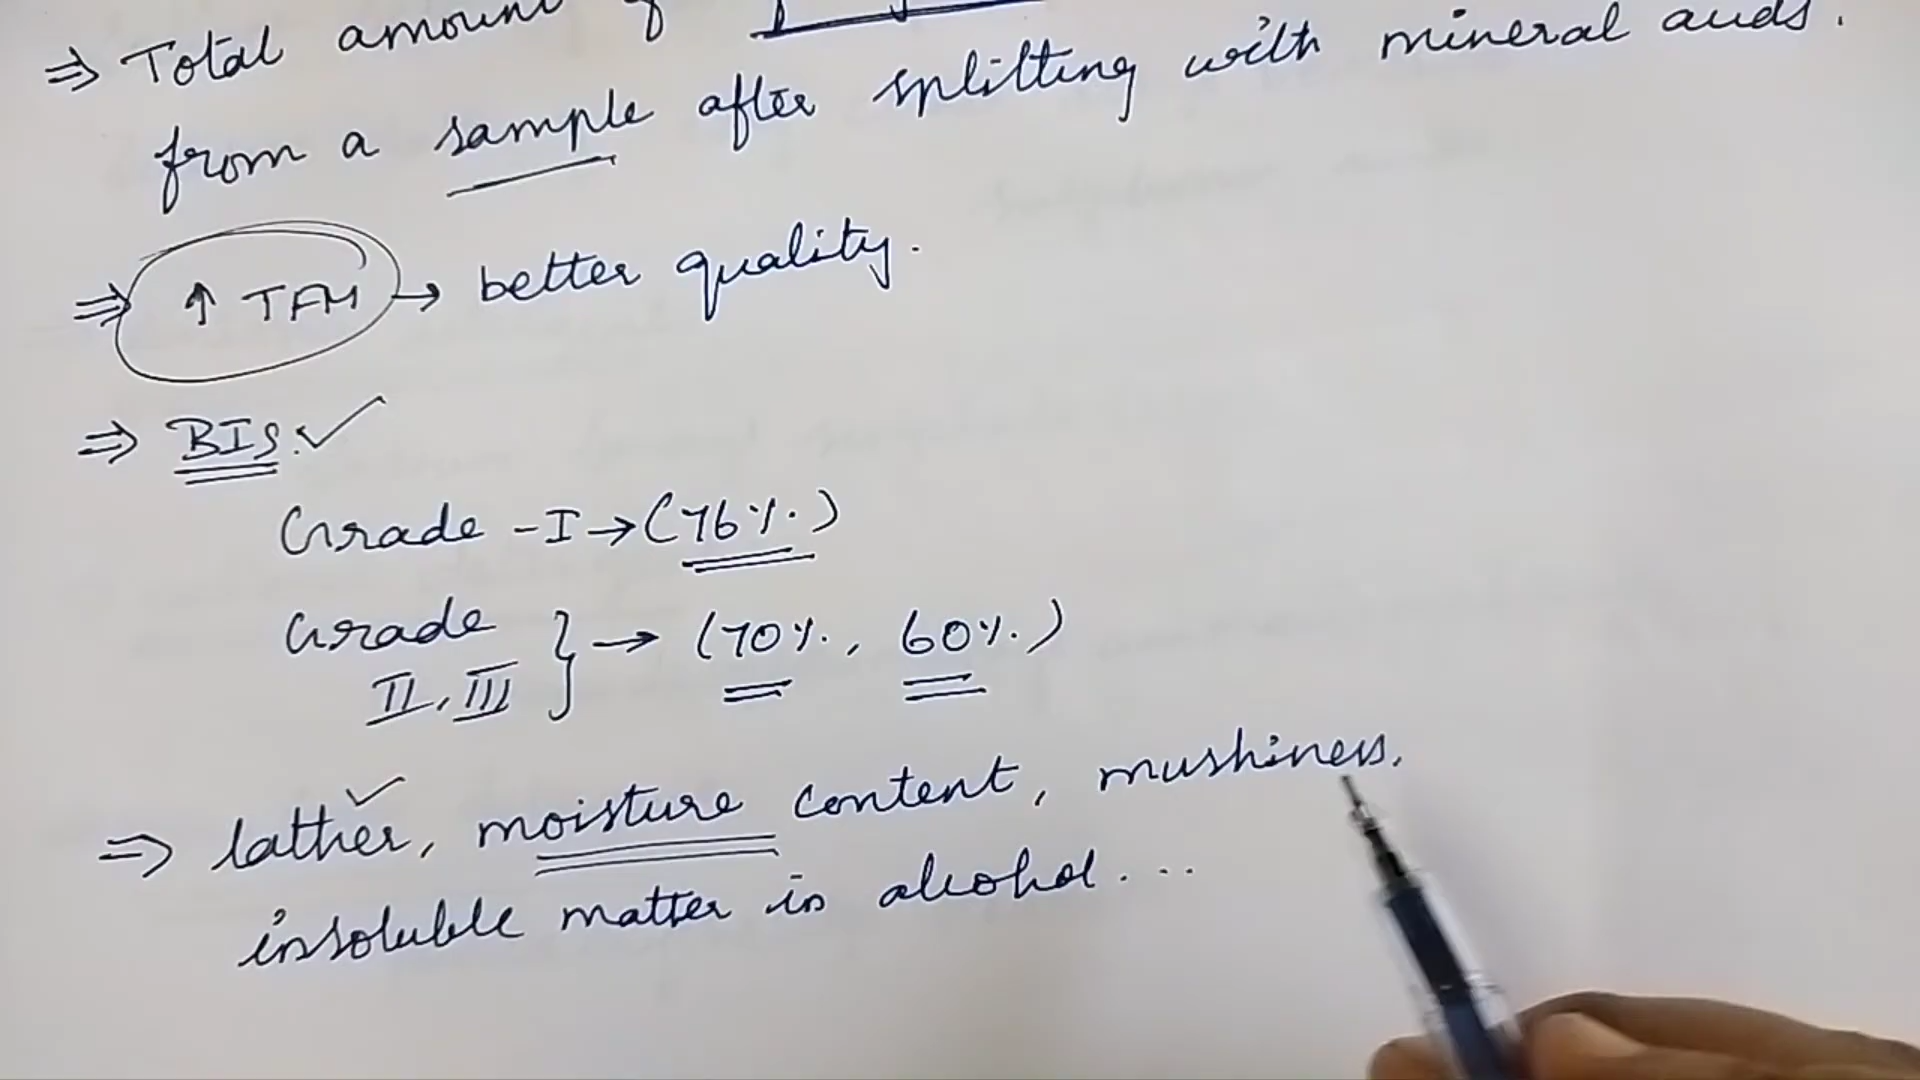 ⇒ Total amount of
from a sample after splitting with mineral acids.
⇒ ↑ TFM → better quality.
⇒ BIS. ✓
Grade - I → (76%.)
Grade II, III } → (70%., 60%.)
⇒ lather, moisture content, mushiness.
insoluble matter in alcohol....